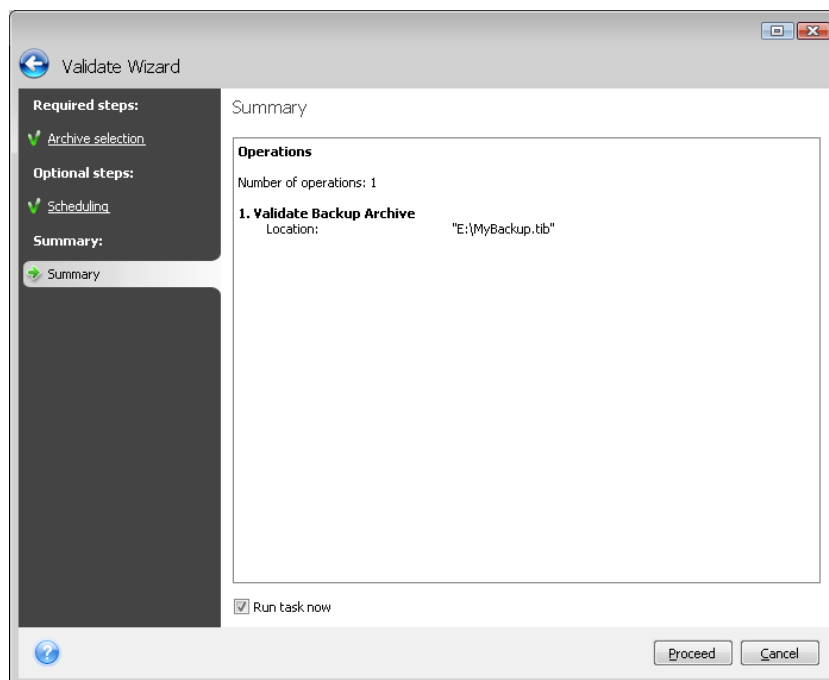 Validate Wizard
Required steps:
Archive selection
Optional steps:
Scheduling
Summary:
Summary
Summary
Operations
Number of operations: 1
1. Validate Backup Archive
Location: "E:\MyBackup.tib"
Run task now
?
Proceed Cancel